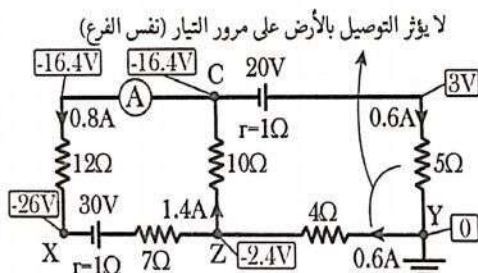 لا يؤثر التوصيل بالأرض على مرور التيار (نفس الفرع)
-16.4V
-16.4V
C
20V
3V
A
0.8A
r=1Ω
0.6A
12Ω
10Ω
5Ω
-26V
30V
1.4A
4Ω
Y
0
X
Z
-2.4V
0.6A
r=1Ω
7Ω